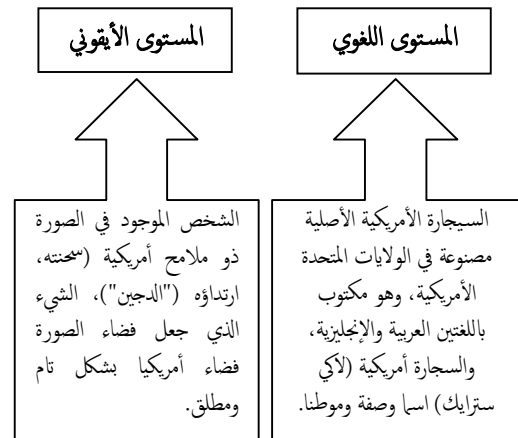 المستوى اللغوي
السيجارة الأمريكية الأصلية
مصنوعة في الولايات المتحدة
الأمريكية، وهو مكتوب
باللغتين العربية والإنجليزية،
والسجارة أمريكية (لاكي
سترايك) اسما وصفة وموطنا.
المستوى الأيقوني
الشخص الموجود في الصورة
ذو ملامح أمريكية (سحنته،
ارتداؤه ("الدجين")، الشيء
الذي جعل فضاء الصورة
فضاء أمريكيا بشكل تام
ومطلق.